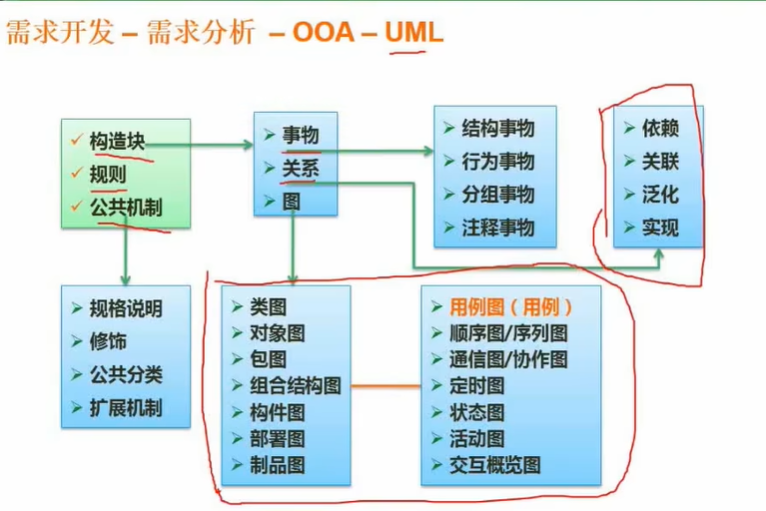 需求开发 – 需求分析 – OOA – UML
构造块
规则
公共机制
事物
关系
图
结构事物
行为事物
分组事物
注释事物
依赖
关联
泛化
实现
规格说明
修饰
公共分类
扩展机制
类图
对象图
包图
组合结构图
构件图
部署图
制品图
用例图（用例）
顺序图/序列图
通信图/协作图
定时图
状态图
活动图
交互概览图